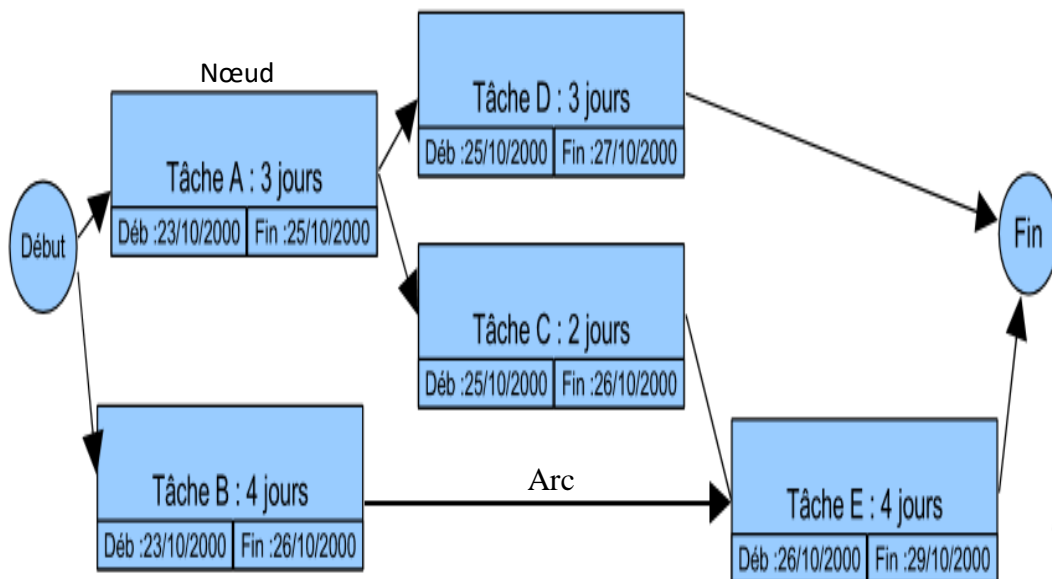 Nœud
Tâche D : 3 jours
Déb :25/10/2000 Fin :27/10/2000
Tâche A : 3 jours
Déb :23/10/2000 Fin :25/10/2000
Début
Fin
Tâche C : 2 jours
Déb :25/10/2000 Fin :26/10/2000
Arc
Tâche B : 4 jours
Déb :23/10/2000 Fin :26/10/2000
Tâche E : 4 jours
Déb :26/10/2000 Fin :29/10/2000